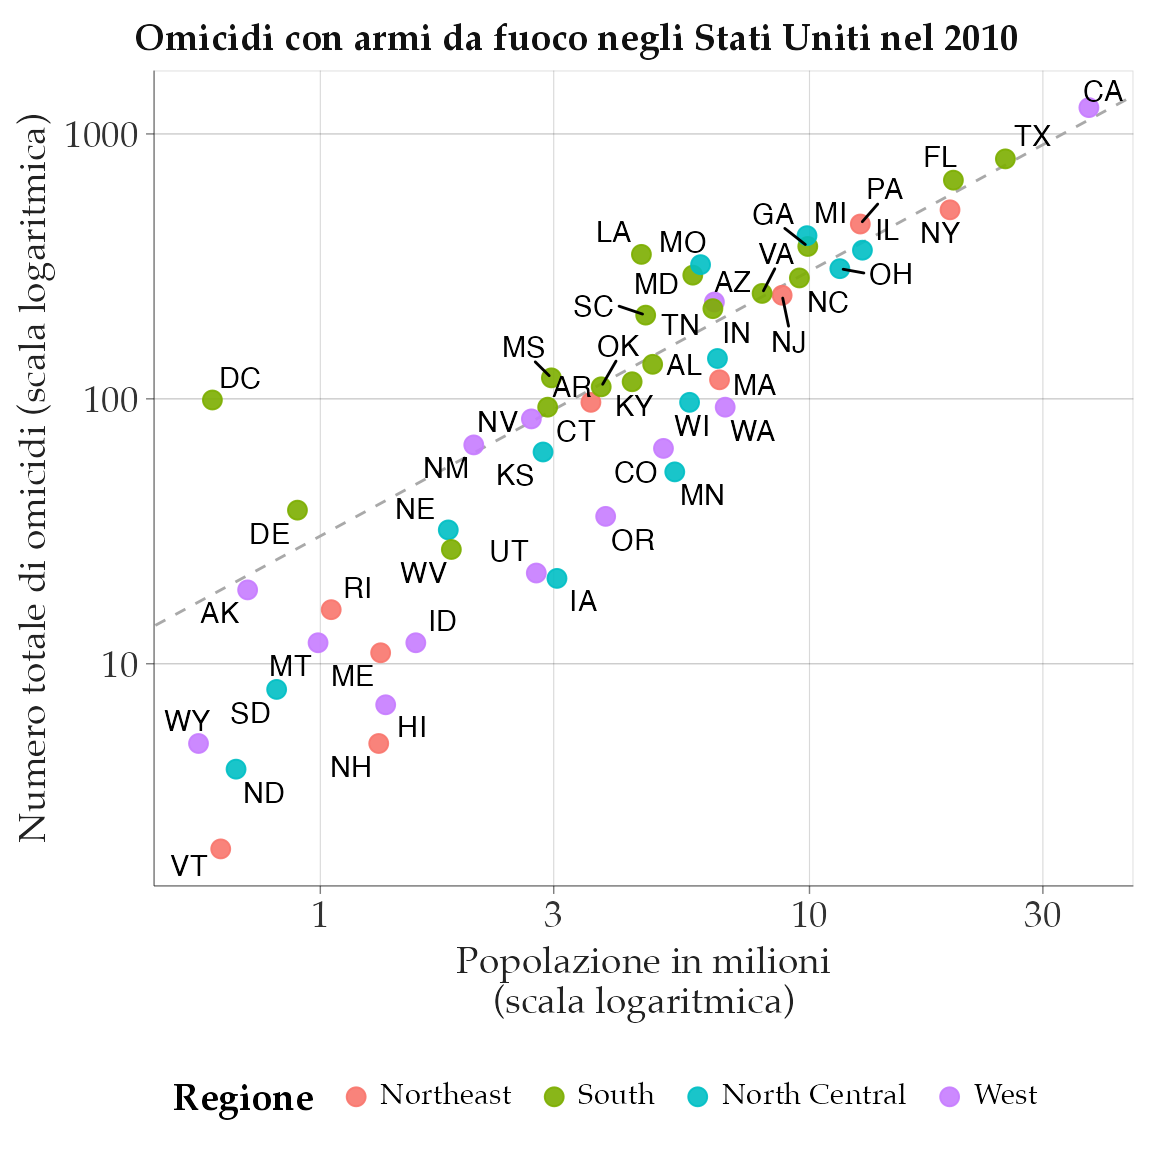 Omicidi con armi da fuoco negli Stati Uniti nel 2010
Numero totale di omicidi (scala logaritmica)
1000
100
10
CA
TX
FL
PA
NY
MI
GA
IL
OH
LA
MO
VA
MD
AZ
NC
SC
TN
IN
NJ
MS
OK
AL
DC
AR
MA
KY
NV
CT
WI
WA
NM
KS
CO
MN
NE
DE
OR
UT
WV
IA
RI
AK
ID
MT
ME
SD
WY
HI
NH
ND
VT
1
3
10
30
Popolazione in milioni
(scala logaritmica)
Regione
Northeast
South
North Central
West